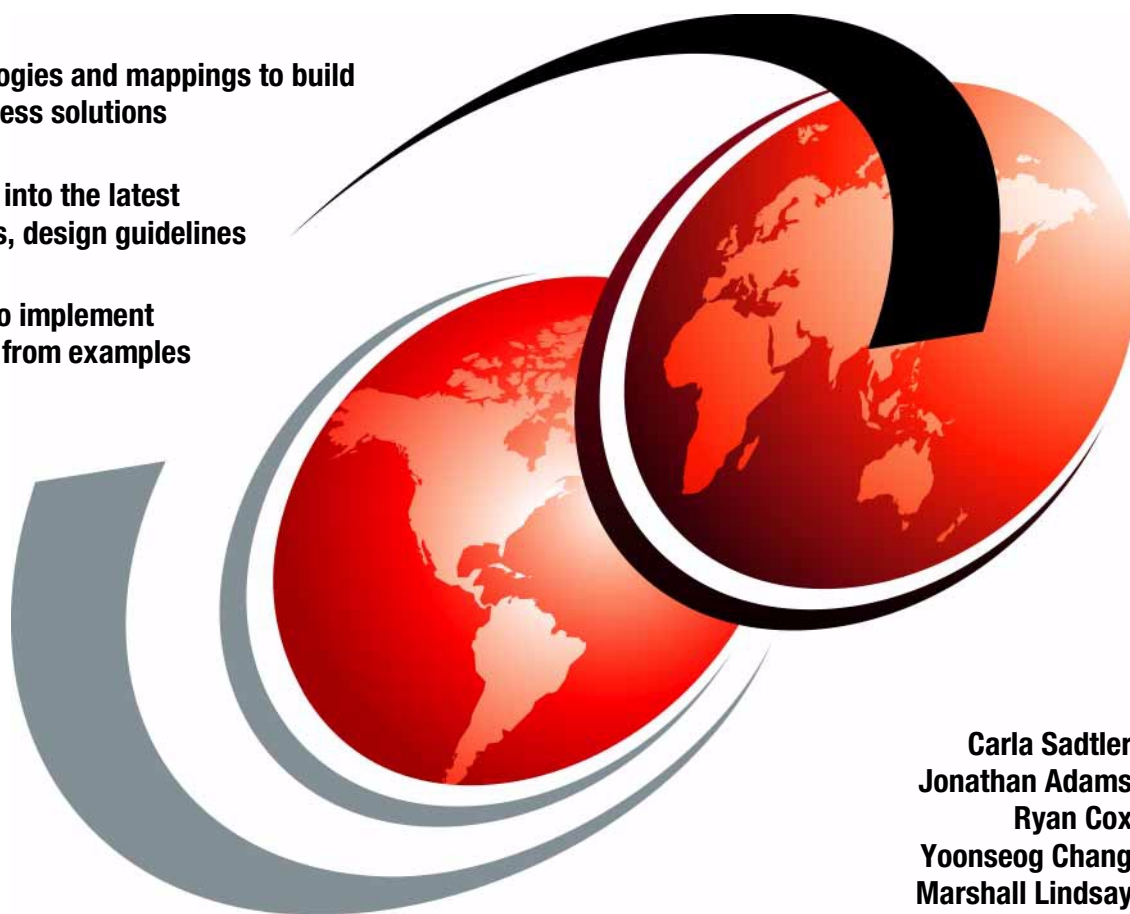 ogies and mappings to build
ess solutions
into the latest
s, design guidelines
o implement
from examples
Carla Sadtler
Jonathan Adams
Ryan Cox
Yoonseog Chang
Marshall Lindsay